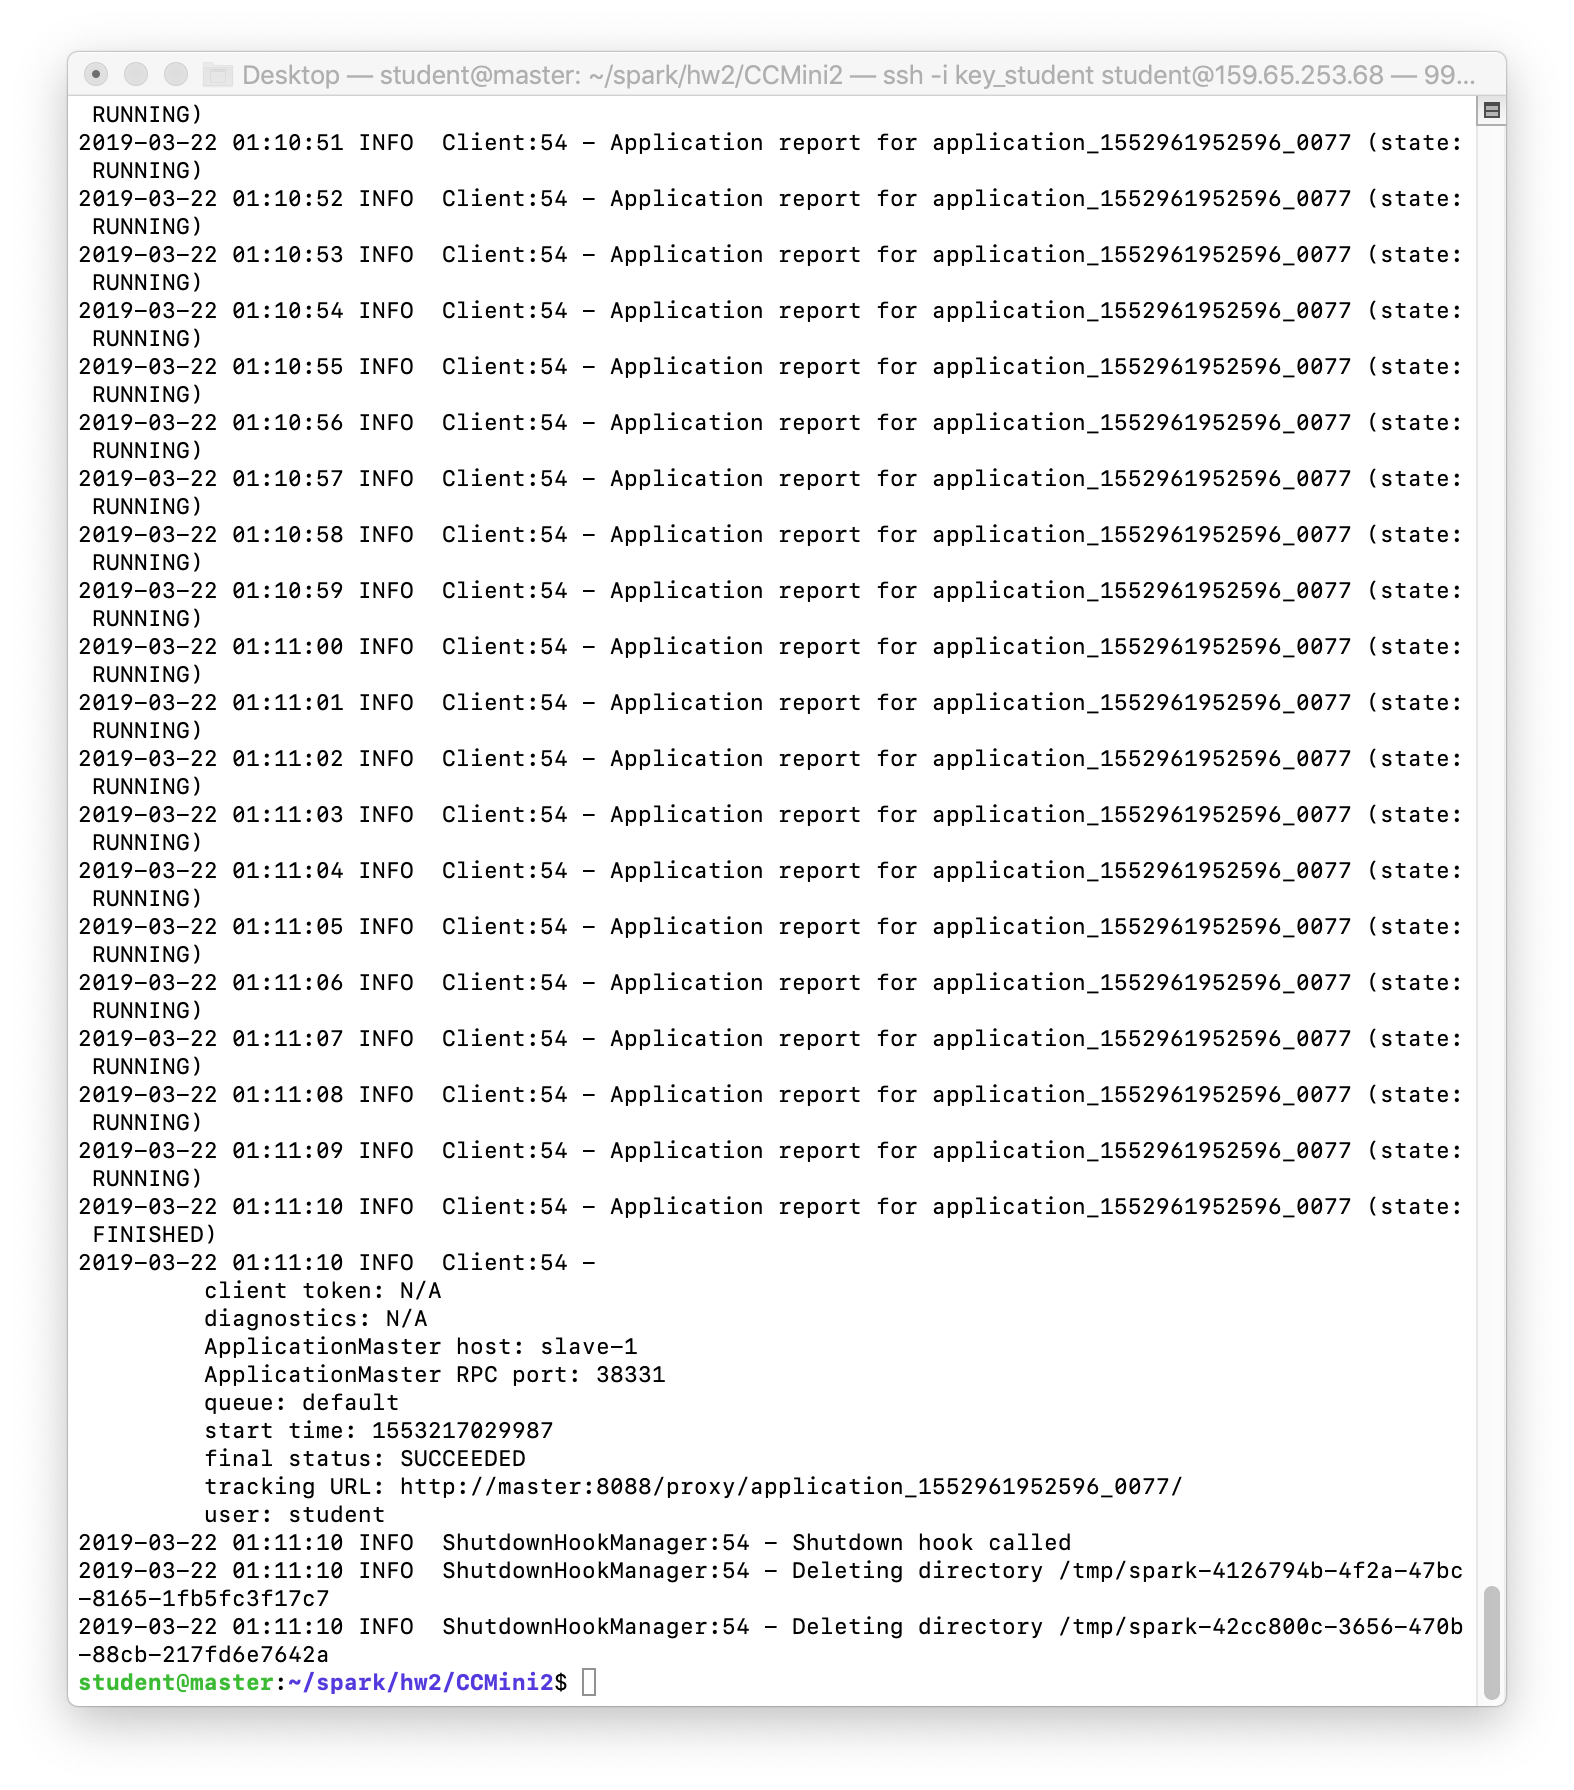 Desktop — student@master: ~/spark/hw2/CCMini2 — ssh -i key_student student@159.65.253.68 — 99...
RUNNING)
2019-03-22 01:10:51 INFO  Client:54 - Application report for application_1552961952596_0077 (state:
RUNNING)
2019-03-22 01:10:52 INFO  Client:54 - Application report for application_1552961952596_0077 (state:
RUNNING)
2019-03-22 01:10:53 INFO  Client:54 - Application report for application_1552961952596_0077 (state:
RUNNING)
2019-03-22 01:10:54 INFO  Client:54 - Application report for application_1552961952596_0077 (state:
RUNNING)
2019-03-22 01:10:55 INFO  Client:54 - Application report for application_1552961952596_0077 (state:
RUNNING)
2019-03-22 01:10:56 INFO  Client:54 - Application report for application_1552961952596_0077 (state:
RUNNING)
2019-03-22 01:10:57 INFO  Client:54 - Application report for application_1552961952596_0077 (state:
RUNNING)
2019-03-22 01:10:58 INFO  Client:54 - Application report for application_1552961952596_0077 (state:
RUNNING)
2019-03-22 01:10:59 INFO  Client:54 - Application report for application_1552961952596_0077 (state:
RUNNING)
2019-03-22 01:11:00 INFO  Client:54 - Application report for application_1552961952596_0077 (state:
RUNNING)
2019-03-22 01:11:01 INFO  Client:54 - Application report for application_1552961952596_0077 (state:
RUNNING)
2019-03-22 01:11:02 INFO  Client:54 - Application report for application_1552961952596_0077 (state:
RUNNING)
2019-03-22 01:11:03 INFO  Client:54 - Application report for application_1552961952596_0077 (state:
RUNNING)
2019-03-22 01:11:04 INFO  Client:54 - Application report for application_1552961952596_0077 (state:
RUNNING)
2019-03-22 01:11:05 INFO  Client:54 - Application report for application_1552961952596_0077 (state:
RUNNING)
2019-03-22 01:11:06 INFO  Client:54 - Application report for application_1552961952596_0077 (state:
RUNNING)
2019-03-22 01:11:07 INFO  Client:54 - Application report for application_1552961952596_0077 (state:
RUNNING)
2019-03-22 01:11:08 INFO  Client:54 - Application report for application_1552961952596_0077 (state:
RUNNING)
2019-03-22 01:11:09 INFO  Client:54 - Application report for application_1552961952596_0077 (state:
RUNNING)
2019-03-22 01:11:10 INFO  Client:54 - Application report for application_1552961952596_0077 (state:
FINISHED)
2019-03-22 01:11:10 INFO  Client:54 -
client token: N/A
diagnostics: N/A
ApplicationMaster host: slave-1
ApplicationMaster RPC port: 38331
queue: default
start time: 1553217029987
final status: SUCCEEDED
tracking URL: http://master:8088/proxy/application_1552961952596_0077/
user: student
2019-03-22 01:11:10 INFO  ShutdownHookManager:54 - Shutdown hook called
2019-03-22 01:11:10 INFO  ShutdownHookManager:54 - Deleting directory /tmp/spark-4126794b-4f2a-47bc
-8165-1fb5fc3f17c7
2019-03-22 01:11:10 INFO  ShutdownHookManager:54 - Deleting directory /tmp/spark-42cc800c-3656-470b
-88cb-217fd6e7642a
student@master:~/spark/hw2/CCMini2$